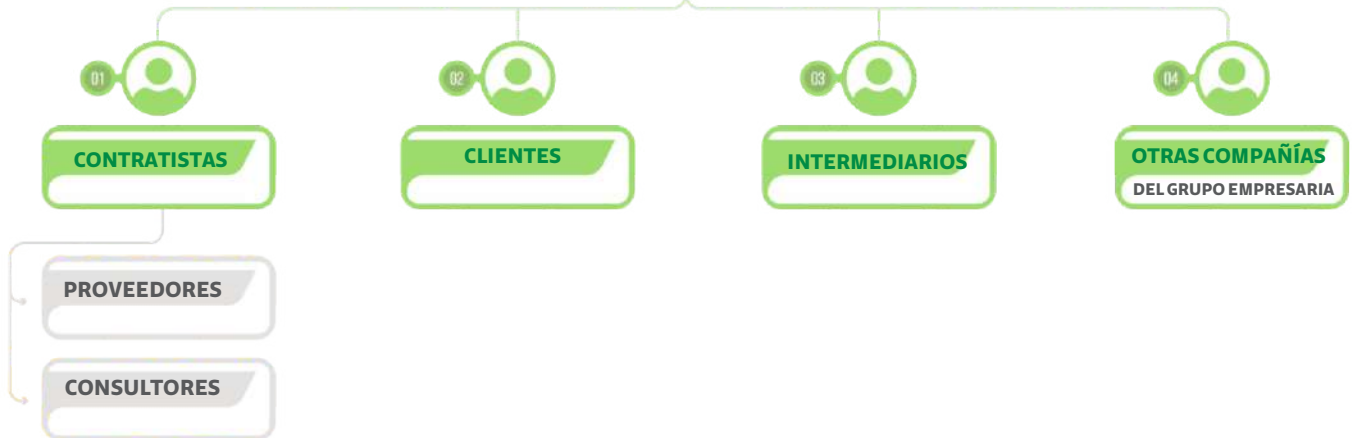 01
02
03
04
CONTRATISTAS
CLIENTES
INTERMEDIARIOS
OTRAS COMPAÑÍAS
DEL GRUPO EMPRESARIA
PROVEEDORES
CONSULTORES